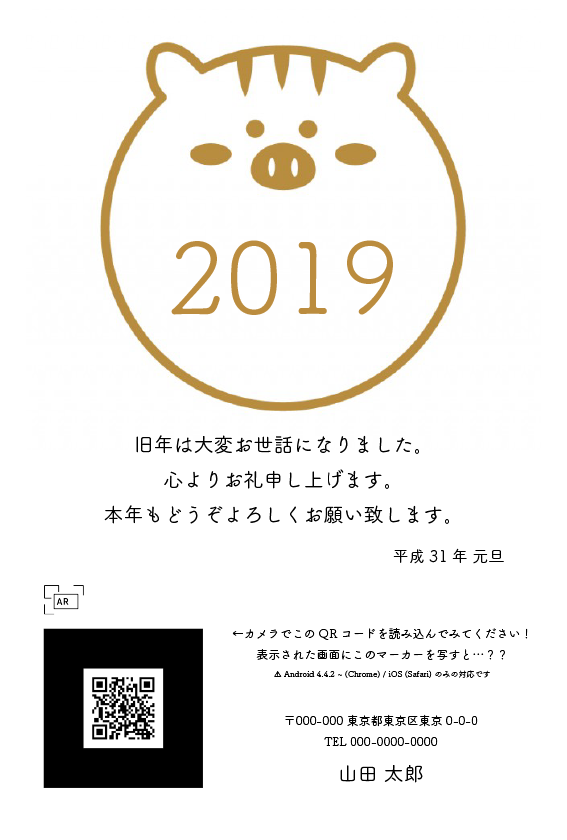 2019
旧年は大変お世話になりました。
心よりお礼申し上げます。
本年もどうぞよろしくお願い致します。
平成 31 年 元旦
AR
←カメラでこの QR コードを読み込んでみてください！
表示された画面にこのマーカーを写すと…？？
⚠ Android 4.4.2 ~ (Chrome) / iOS (Safari) のみの対応です
〒000-000 東京都東京区東京 0-0-0
TEL 000-0000-0000
山田 太郎